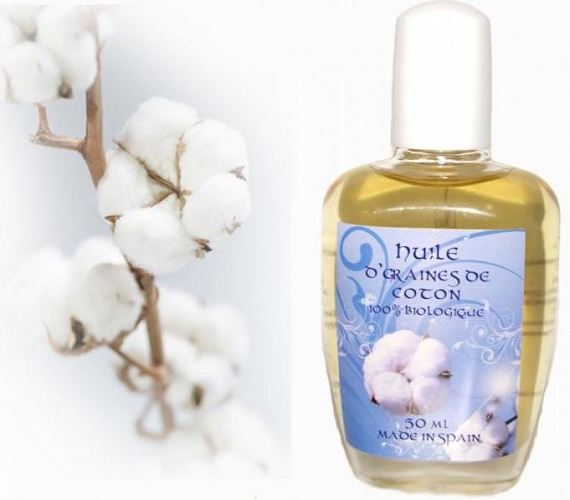 HUILE
D'GRAINES DE
COTON
100% BIOLOGIQUE
50 ML
MADE IN SPAIN